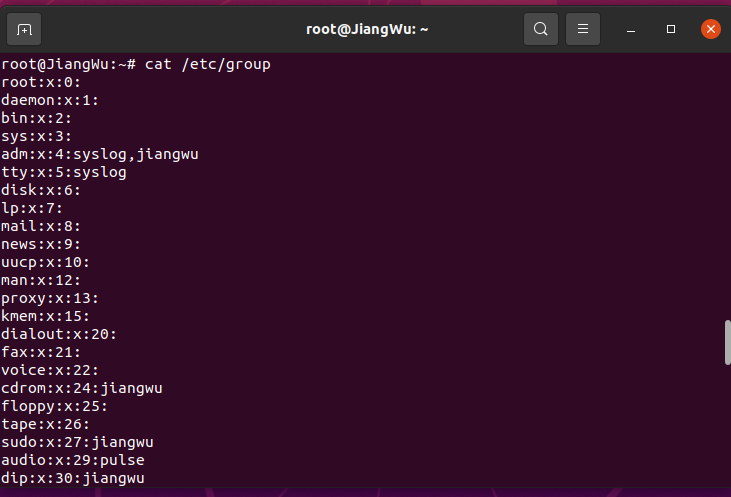 root@JiangWu: ~
root@JiangWu:~# cat /etc/group
root:x:0:
daemon:x:1:
bin:x:2:
sys:x:3:
adm:x:4:syslog,jiangwu
tty:x:5:syslog
disk:x:6:
lp:x:7:
mail:x:8:
news:x:9:
uucp:x:10:
man:x:12:
proxy:x:13:
kmem:x:15:
dialout:x:20:
fax:x:21:
voice:x:22:
cdrom:x:24:jiangwu
floppy:x:25:
tape:x:26:
sudo:x:27:jiangwu
audio:x:29:pulse
dip:x:30:jiangwu